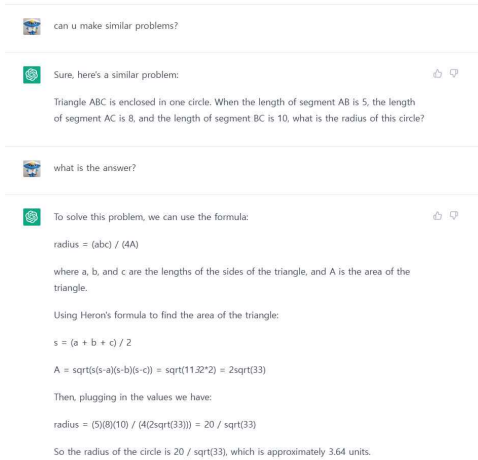 can u make similar problems?
Sure, here's a similar problem:
Triangle ABC is enclosed in one circle. When the length of segment AB is 5, the length
of segment AC is 8, and the length of segment BC is 10, what is the radius of this circle?
what is the answer?
To solve this problem, we can use the formula:
radius = (abc) / (4A)
where a, b, and c are the lengths of the sides of the triangle, and A is the area of the
triangle.
Using Heron's formula to find the area of the triangle:
s = (a + b + c) / 2
A = sqrt(s(s-a)(s-b)(s-c)) = sqrt(1132*2) = 2sqrt(33)
Then, plugging in the values we have:
radius = (5)(8)(10) / (4(2sqrt(33))) = 20 / sqrt(33)
So the radius of the circle is 20 / sqrt(33), which is approximately 3.64 units.